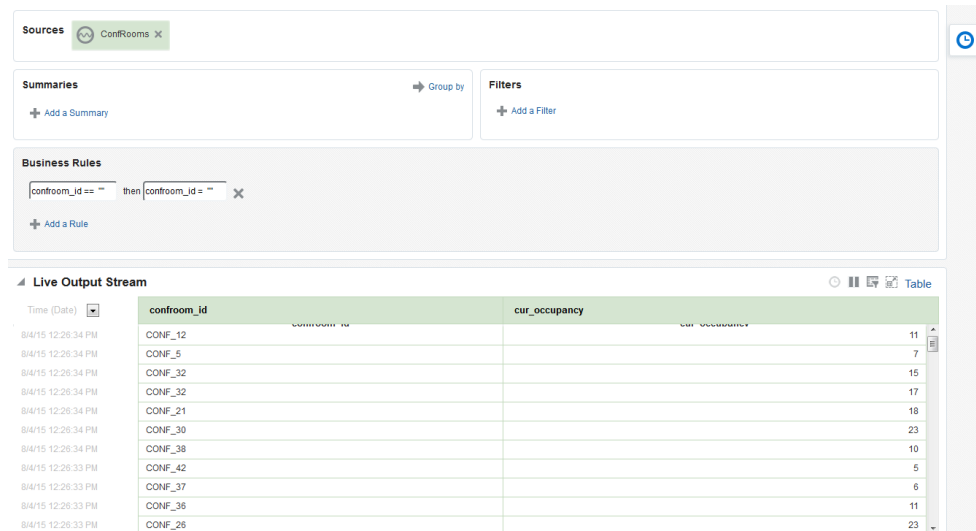 Sources
ConfRooms
Summaries
Group by
Add a Summary
Filters
Add a Filter
Business Rules
confroom_id == ""
then
confroom_id = ""
Add a Rule
Live Output Stream
Table
Time (Date) confroom_id cur_occupancy
confroom_id cur_occupancy
8/4/15 12:26:34 PM CONF_12 11
8/4/15 12:26:34 PM CONF_5 7
8/4/15 12:26:34 PM CONF_32 15
8/4/15 12:26:34 PM CONF_32 17
8/4/15 12:26:34 PM CONF_21 18
8/4/15 12:26:34 PM CONF_30 23
8/4/15 12:26:34 PM CONF_38 10
8/4/15 12:26:33 PM CONF_42 5
8/4/15 12:26:33 PM CONF_37 6
8/4/15 12:26:33 PM CONF_36 11
8/4/15 12:26:33 PM CONF_26 23